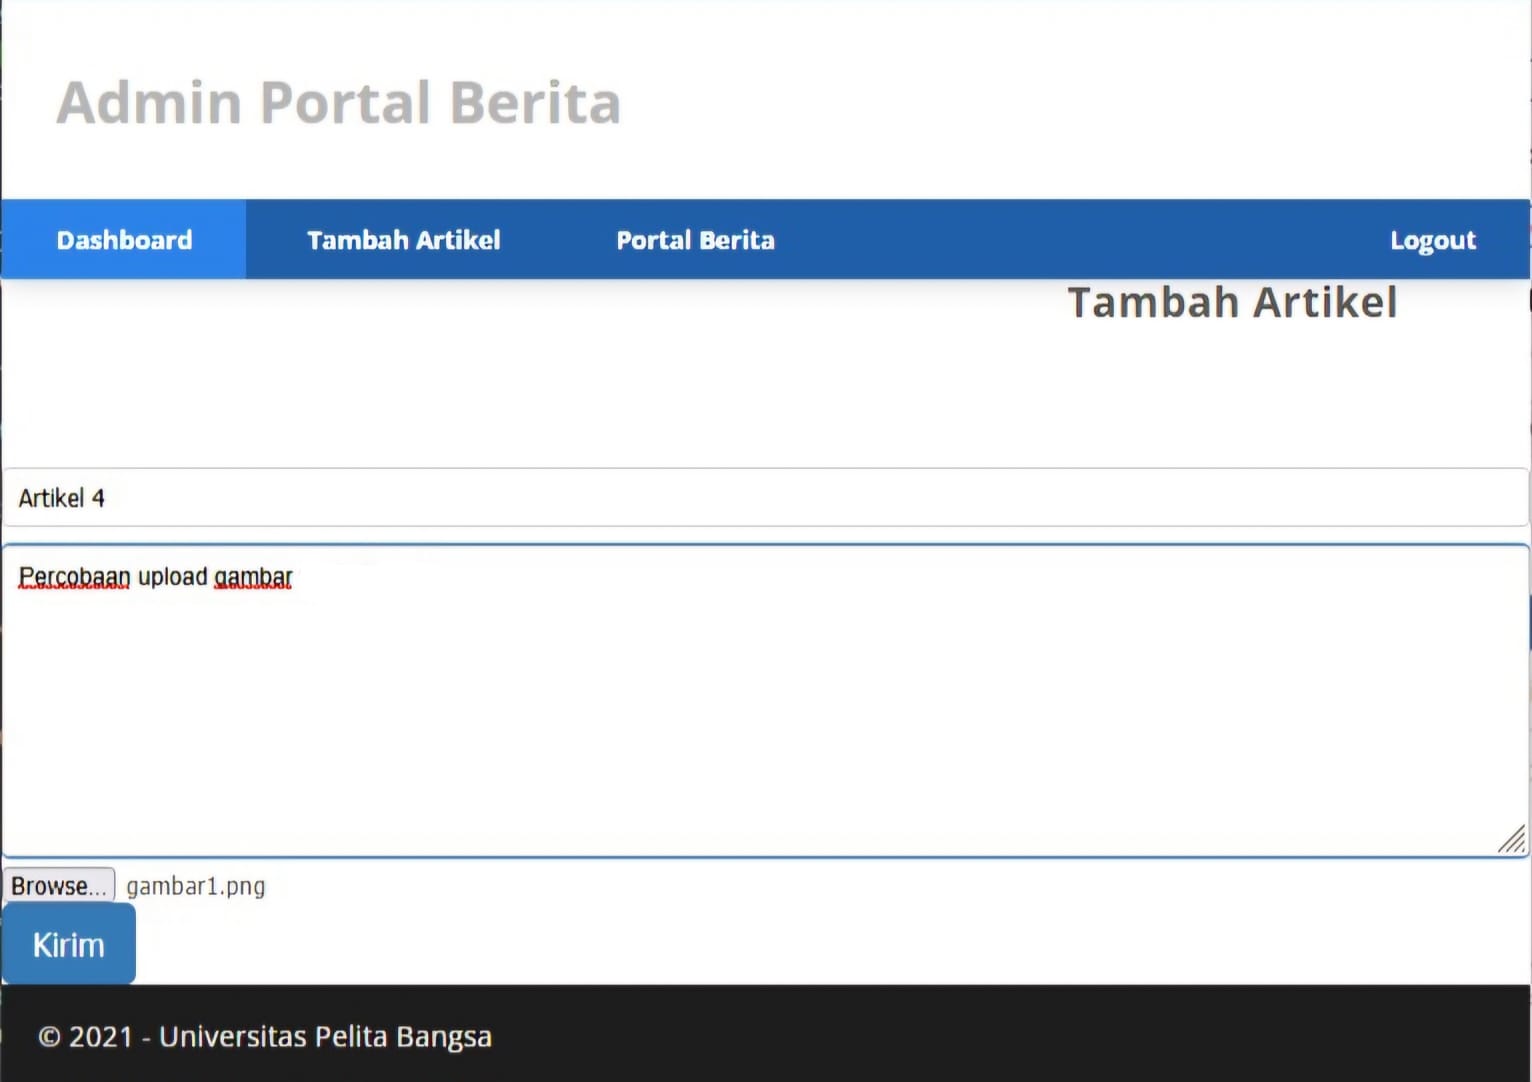 Admin Portal Berita
Dashboard Tambah Artikel Portal Berita Logout
Tambah Artikel
Artikel 4
Percobaan upload gambar
Browse... gambar1.png
Kirim
© 2021 - Universitas Pelita Bangsa